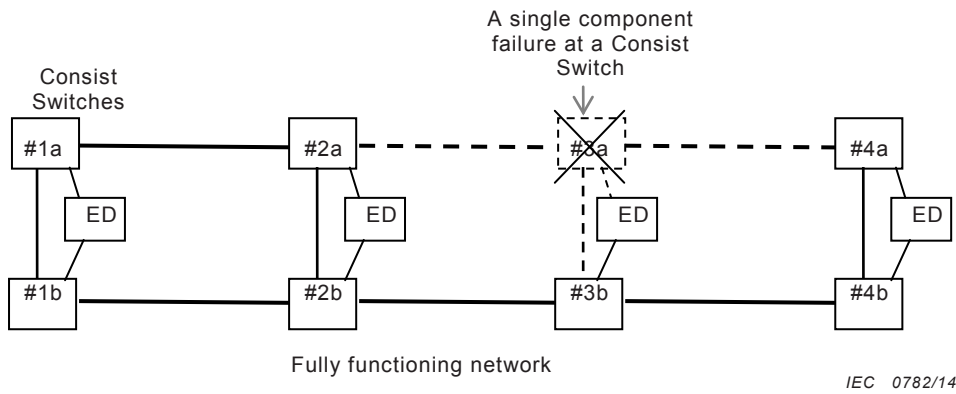 A single component
failure at a Consist
Switch
Consist
Switches
#1a
#2a
#3a
#4a
ED
ED
ED
ED
#1b
#2b
#3b
#4b
Fully functioning network
IEC 0782/14